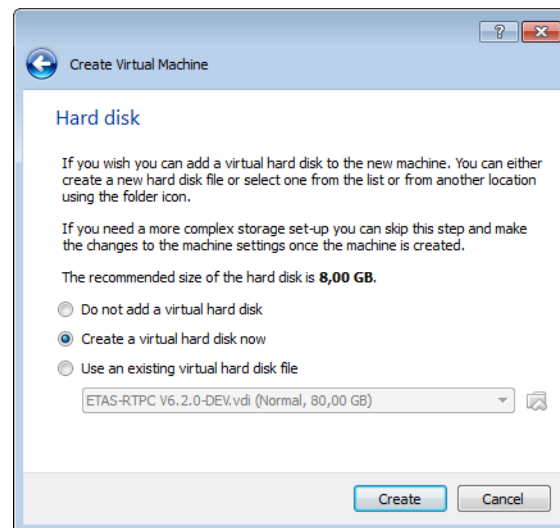 ?
Create Virtual Machine
Hard disk
If you wish you can add a virtual hard disk to the new machine. You can either
create a new hard disk file or select one from the list or from another location
using the folder icon.
If you need a more complex storage set-up you can skip this step and make
the changes to the machine settings once the machine is created.
The recommended size of the hard disk is 8,00 GB.
Do not add a virtual hard disk
Create a virtual hard disk now
Use an existing virtual hard disk file
ETAS-RTPC V6.2.0-DEV.vdi (Normal, 80,00 GB)
Create Cancel